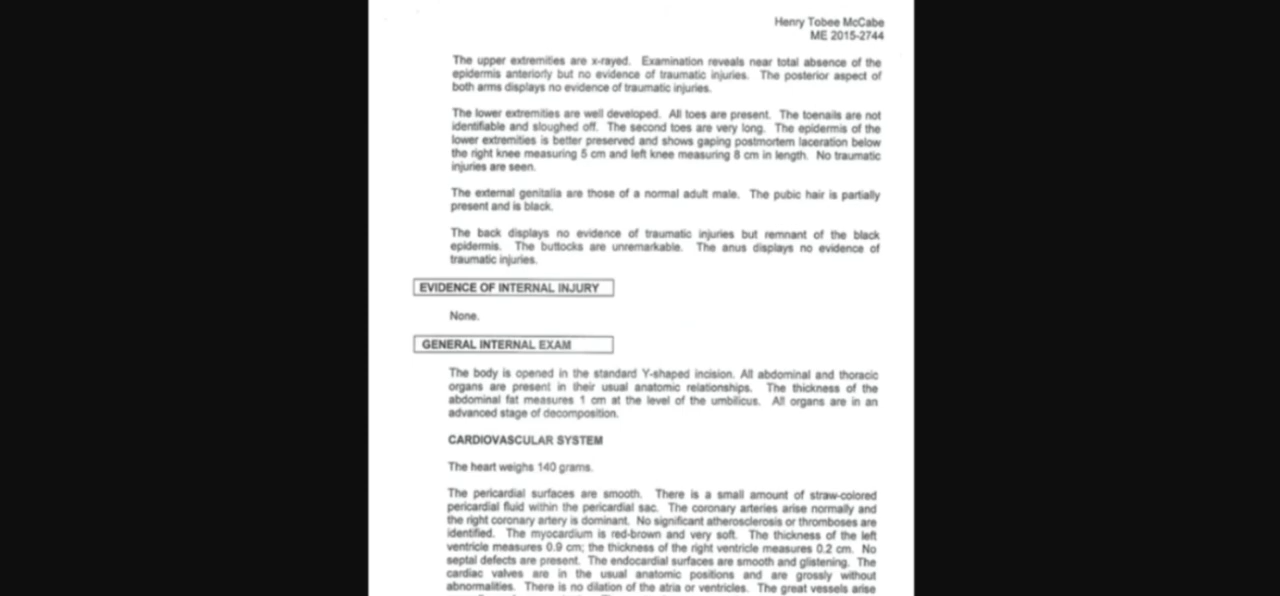 Henry Tobee McCabe
ME 2015-2744
The upper extremities are x-rayed. Examination reveals near total absence of the
epidermis anteriorly but no evidence of traumatic injuries. The posterior aspect of
both arms displays no evidence of traumatic injuries.
The lower extremities are well developed. All toes are present. The toenails are not
identifiable and sloughed off. The second toes are very long. The epidermis of the
lower extremities is better preserved and shows gaping postmortem laceration below
the right knee measuring 5 cm and left knee measuring 8 cm in length. No traumatic
injuries are seen.
The external genitalia are those of a normal adult male. The pubic hair is partially
present and is black.
The back displays no evidence of traumatic injuries but remnant of the black
epidermis. The buttocks are unremarkable. The anus displays no evidence of
traumatic injuries.
EVIDENCE OF INTERNAL INJURY
None.
GENERAL INTERNAL EXAM
The body is opened in the standard Y-shaped incision. All abdominal and thoracic
organs are present in their usual anatomic relationships. The thickness of the
abdominal fat measures 1 cm at the level of the umbilicus. All organs are in an
advanced stage of decomposition.
CARDIOVASCULAR SYSTEM
The heart weighs 140 grams.
The pericardial surfaces are smooth. There is a small amount of straw-colored
pericardial fluid within the pericardial sac. The coronary arteries arise normally and
the right coronary artery is dominant. No significant atherosclerosis or thromboses are
identified. The myocardium is red-brown and very soft. The thickness of the left
ventricle measures 0.9 cm; the thickness of the right ventricle measures 0.2 cm. No
septal defects are present. The endocardial surfaces are smooth and glistening. The
cardiac valves are in the usual anatomic positions and are grossly without
abnormalities. There is no dilation of the atria or ventricles. The great vessels arise